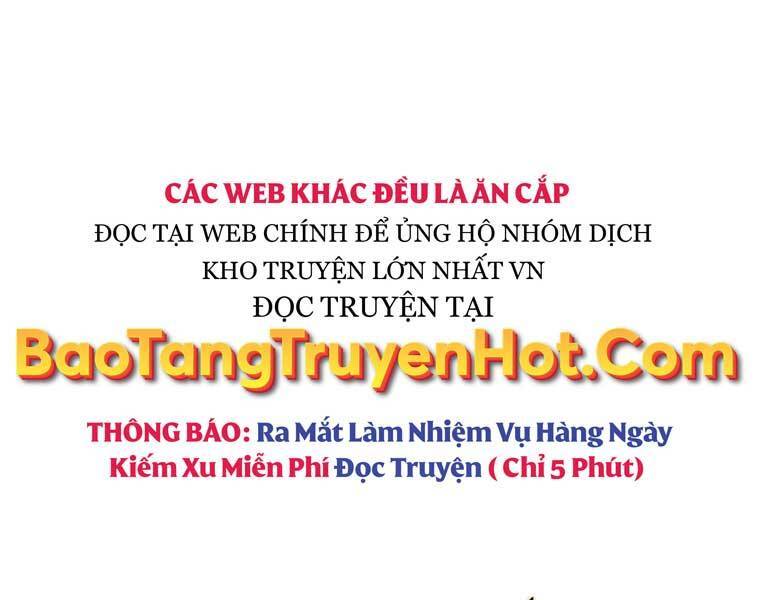 CÁC WEB KHÁC ĐỀU LÀ ĂN CẮP
ĐỌC TẠI WEB CHÍNH ĐỂ ỦNG HỘ NHÓM DỊCH
KHO TRUYỆN LỚN NHẤT VN
ĐỌC TRUYỆN TẠI
BaoTangTruyenHot.Com
THÔNG BÁO: Ra Mắt Làm Nhiệm Vụ Hàng Ngày
Kiếm Xu Miễn Phí Đọc Truyện ( Chỉ 5 Phút)